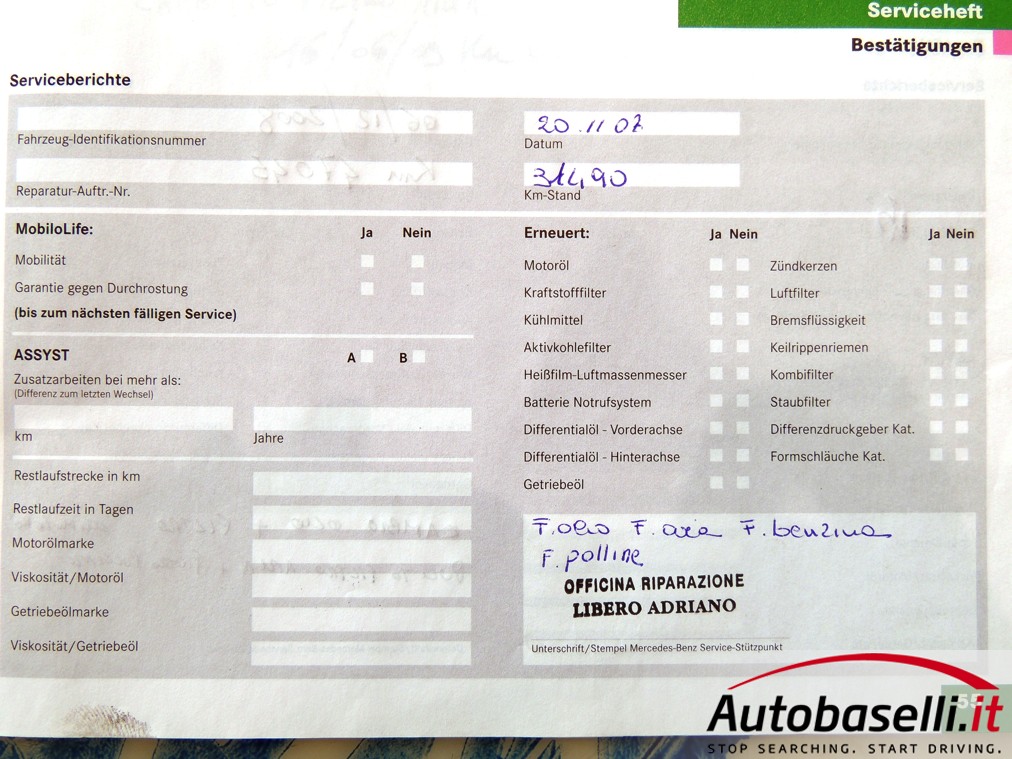 Serviceheft
Bestätigungen
Serviceberichte
Fahrzeug-Identifikationsnummer
20.11.07
Datum
Reparatur-Auftr.-Nr.
31490
Km-Stand
MobiloLife: Ja Nein
Mobilität
Garantie gegen Durchrostung
(bis zum nächsten fälligen Service)
ASSYST A B
Zusatzarbeiten bei mehr als:
(Differenz zum letzten Wechsel)
km Jahre
Restlaufstrecke in km
Restlaufzeit in Tagen
Motorölmarke
Viskosität/Motoröl
Getriebeölmarke
Viskosität/Getriebeöl
Erneuert: Ja Nein Ja Nein
Motoröl Zündkerzen
Kraftstofffilter Luftfilter
Kühlmittel Bremsflüssigkeit
Aktivkohlefilter Keilrippenriemen
Heißfilm-Luftmassenmesser Kombifilter
Batterie Notrufsystem Staubfilter
Differentialöl - Vorderachse Differenzdruckgeber Kat.
Differentialöl - Hinterachse Formschläuche Kat.
Getriebeöl
F.olio F. aria F. benzina
F. polline
OFFICINA RIPARAZIONE
LIBERO ADRIANO
Unterschrift/Stempel Mercedes-Benz Service-Stützpunkt
55
Autobaselli.it
STOP SEARCHING. START DRIVING.